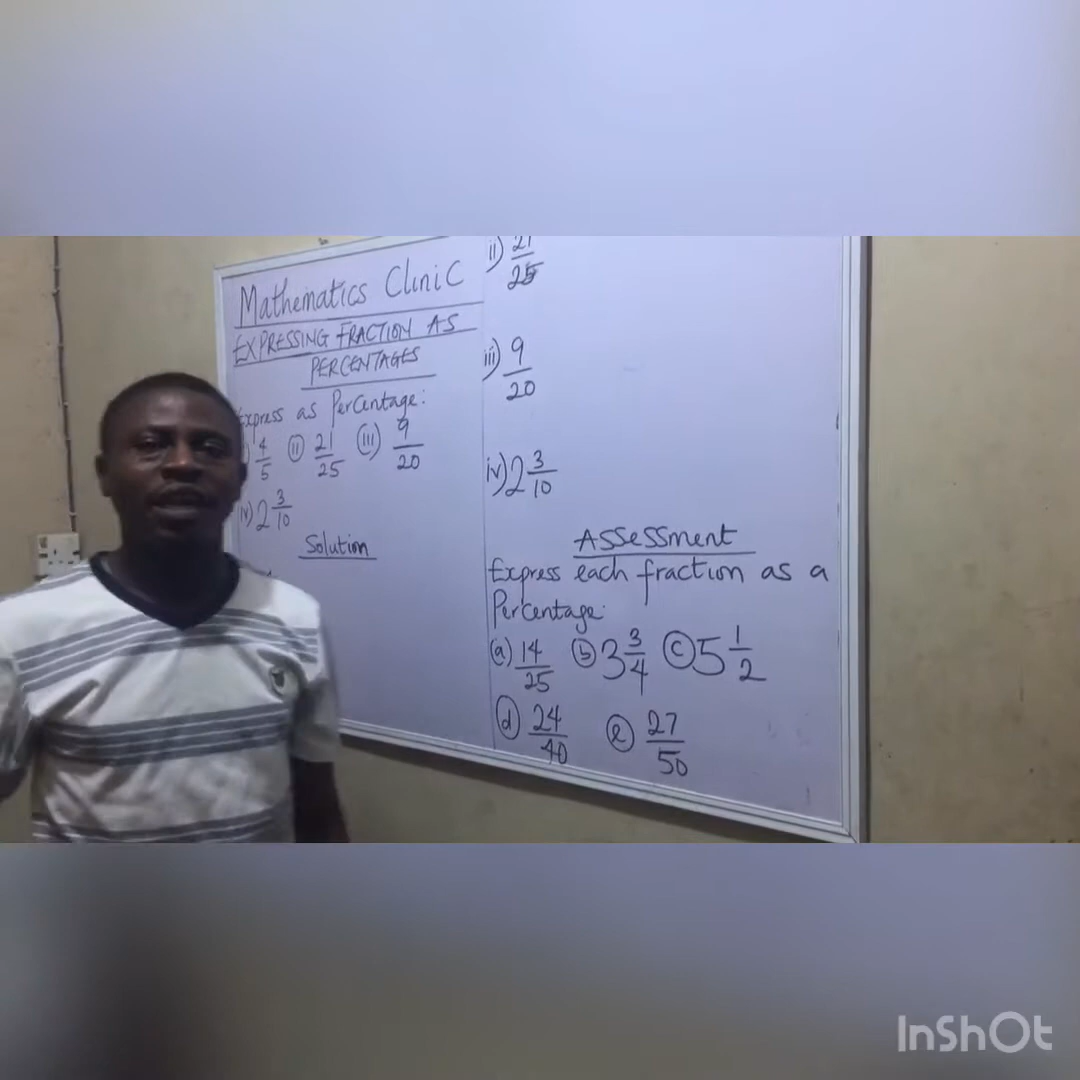 Mathematics Clinic
EXPRESSING FRACTION AS
PERCENTAGES
Express as Percentage:
) 4/5 (ii) 21/25 (iii) 9/20
iv) 2 3/10
Solution
ii) 21/25
iii) 9/20
iv) 2 3/10
Assessment
Express each fraction as a
Percentage:
(a) 14/25 (b) 3 3/4 (c) 5 1/2
(d) 24/40 (e) 27/50
InShOt